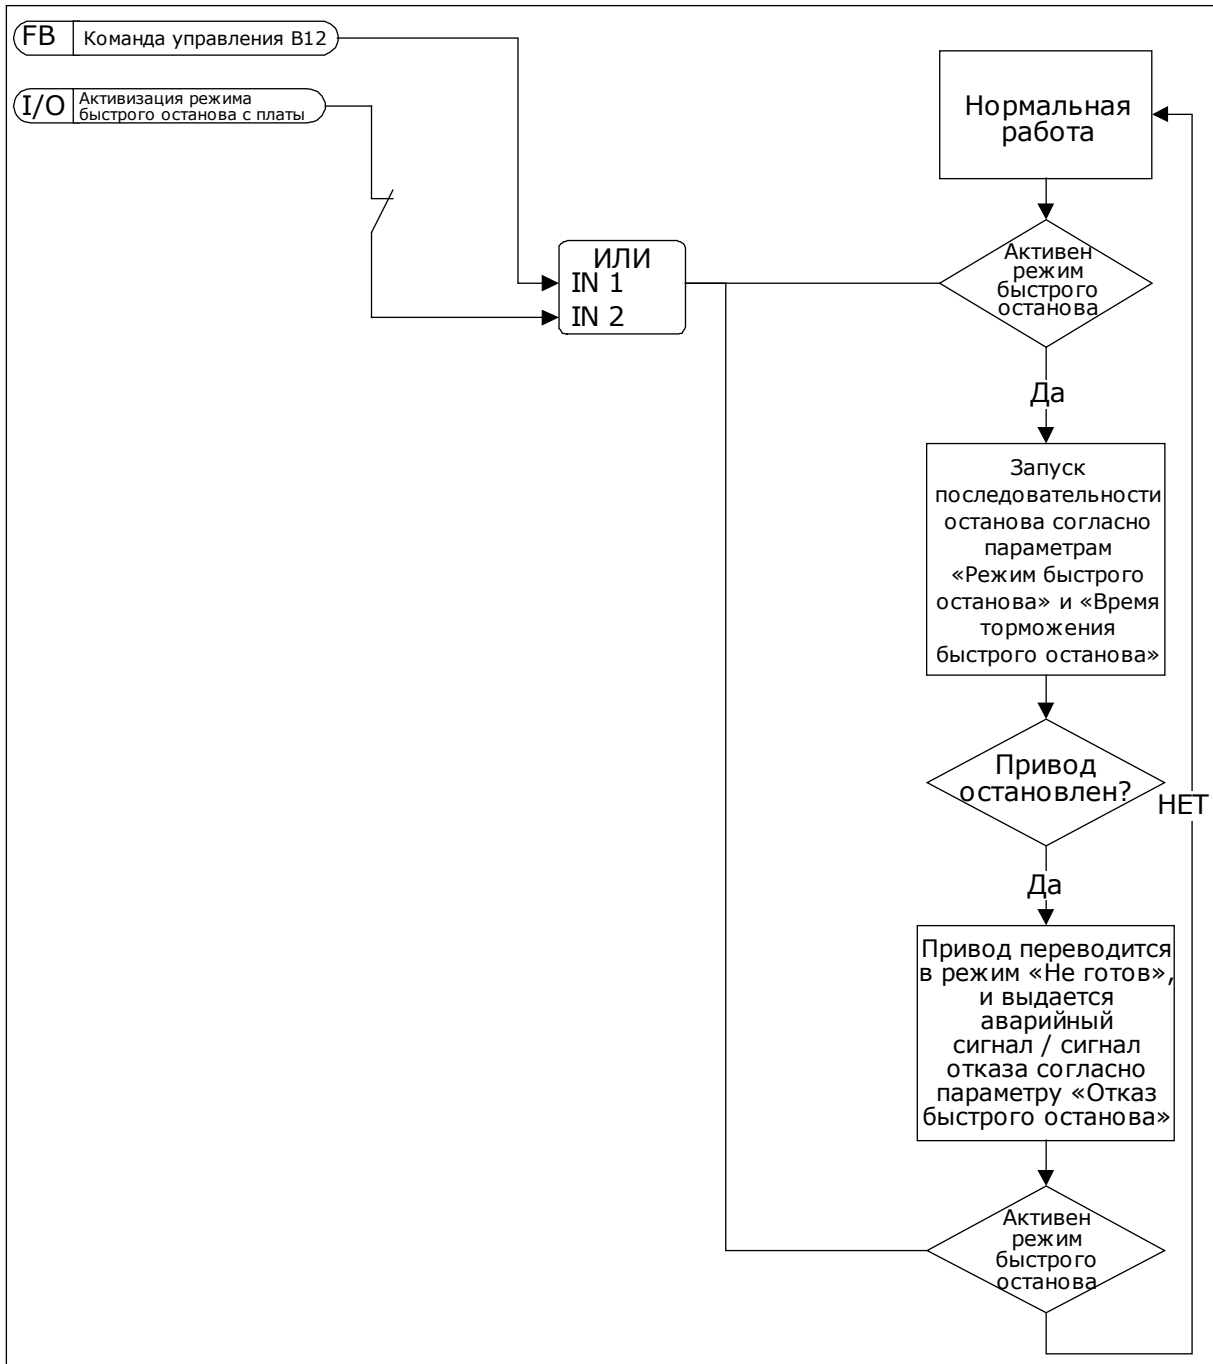 FB
Команда управления B12
I/O
Активизация режима
быстрого останова с платы
ИЛИ
IN 1
IN 2
Нормальная
работа
Активен
режим
быстрого
останова
Да
Запуск
последовательности
останова согласно
параметрам
«Режим быстрого
останова» и «Время
торможения
быстрого останова»
Привод
остановлен?
НЕТ
Да
Привод переводится
в режим «Не готов»,
и выдается
аварийный
сигнал / сигнал
отказа согласно
параметру «Отказ
быстрого останова»
Активен
режим
быстрого
останова